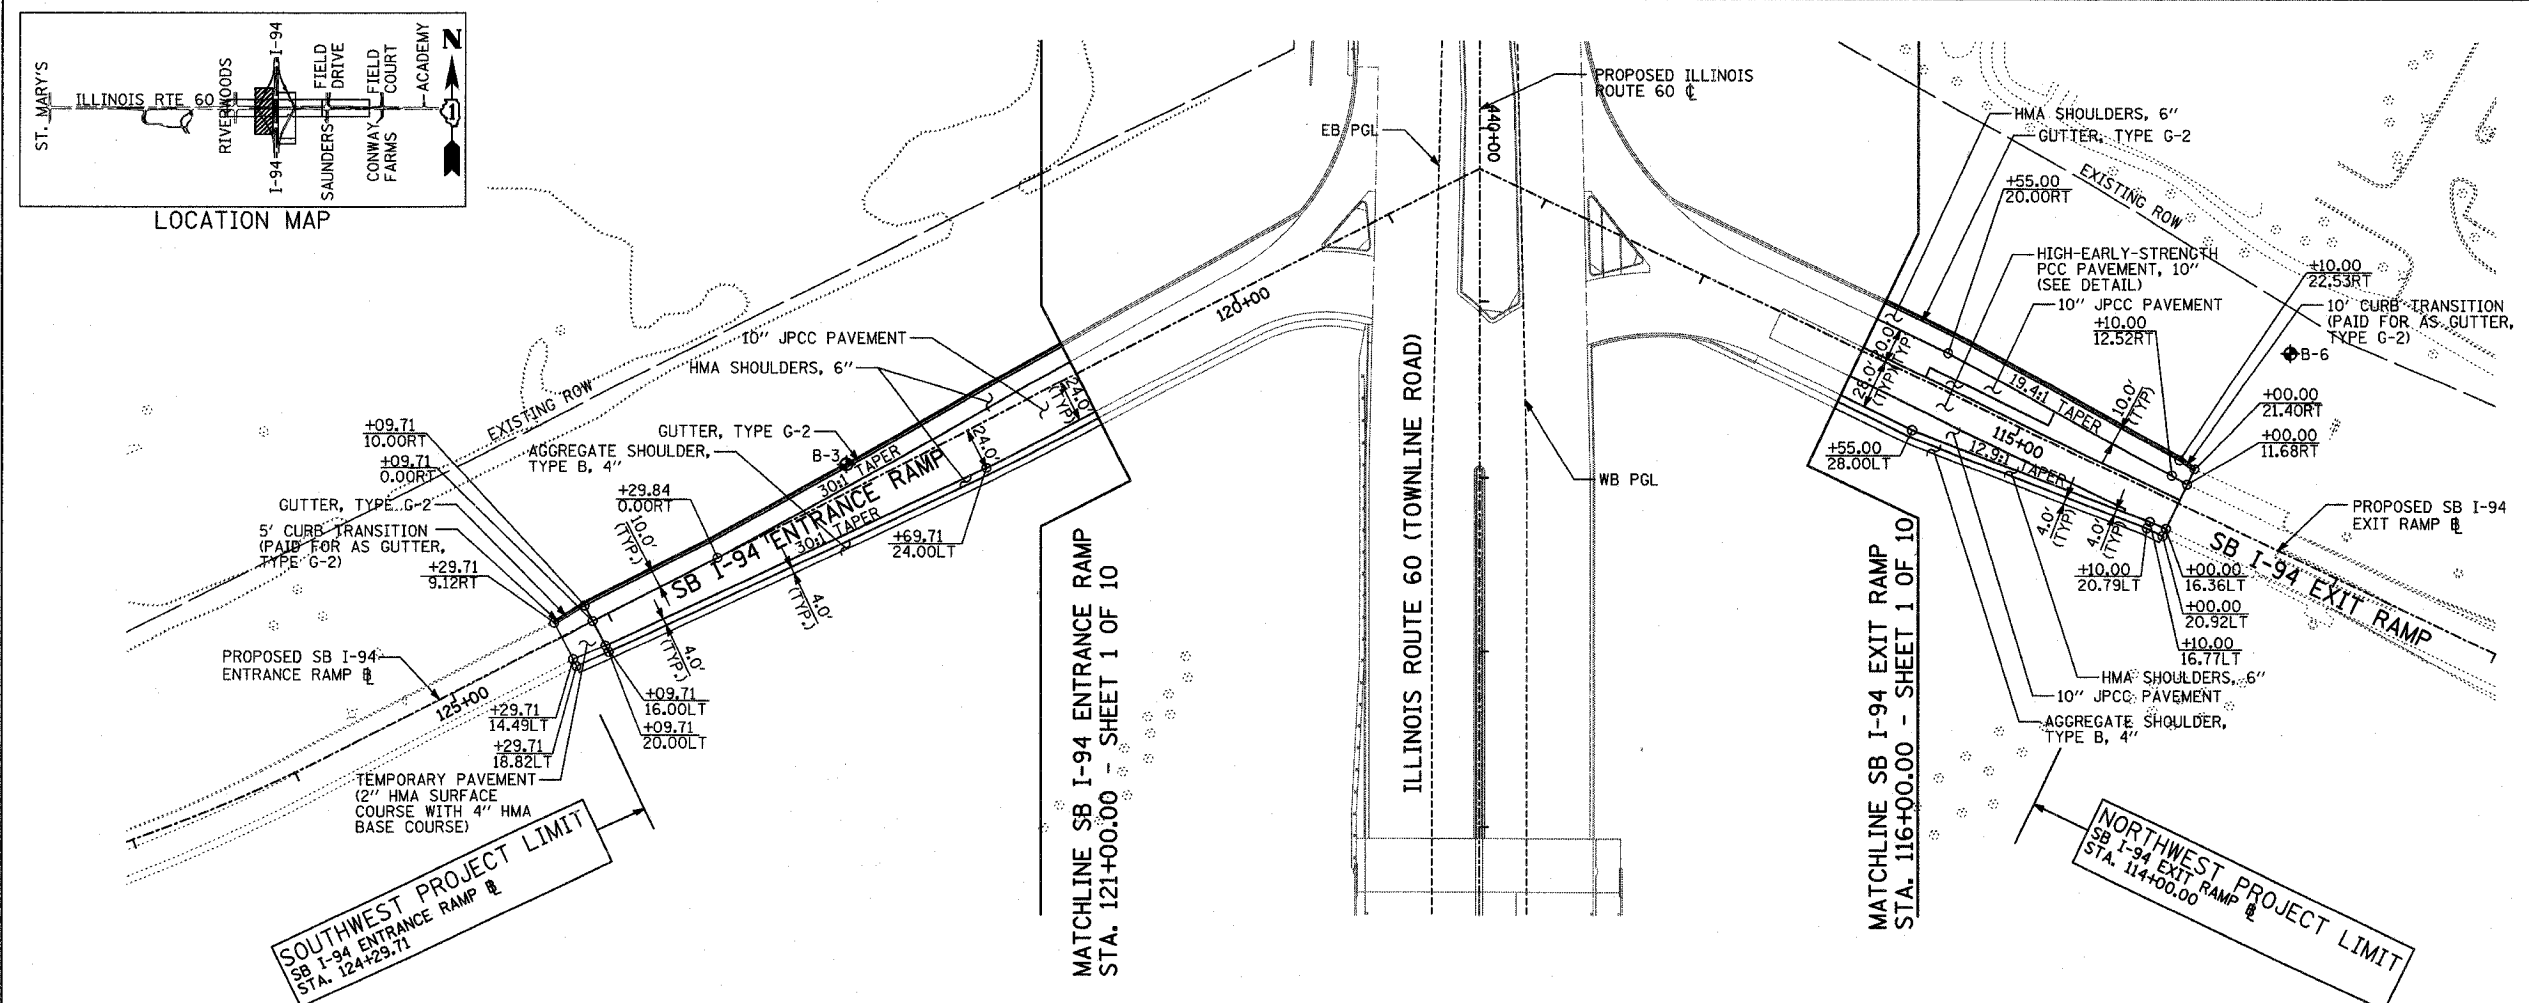 ST. MARY'S
ILLINOIS RTE 60
RIVERWOODS
I-94
I-94
SAUNDERS
FIELD
DRIVE
CONWAY
FARMS
FIELD
COURT
ACADEMY
N
1
LOCATION MAP
PROPOSED ILLINOIS
ROUTE 60 ℄
440+00
EB PGL
WB PGL
ILLINOIS ROUTE 60 (TOWNLINE ROAD)
120+00
10" JPCC PAVEMENT
HMA SHOULDERS, 6"
EXISTING ROW
GUTTER, TYPE G-2
B-3
AGGREGATE SHOULDER,
TYPE B, 4"
24.0'
(TYP)
24.0'
30:1 TAPER
SB I-94 ENTRANCE RAMP
30:1 TAPER
+09.71
10.00RT
+09.71
0.00RT
GUTTER, TYPE G-2
5' CURB TRANSITION
(PAID FOR AS GUTTER,
TYPE G-2)
+29.71
9.12RT
+29.84
0.00RT
10.0'
(TYP.)
+69.71
24.00LT
4.0'
(TYP.)
4.0'
(TYP.)
PROPOSED SB I-94
ENTRANCE RAMP ⅊
125+00
+09.71
16.00LT
+09.71
20.00LT
+29.71
14.49LT
+29.71
18.82LT
TEMPORARY PAVEMENT
(2" HMA SURFACE
COURSE WITH 4" HMA
BASE COURSE)
SOUTHWEST PROJECT LIMIT
SB I-94 ENTRANCE RAMP ⅊
STA. 124+29.71
MATCHLINE SB I-94 ENTRANCE RAMP
STA. 121+00.00 - SHEET 1 OF 10
MATCHLINE SB I-94 EXIT RAMP
STA. 116+00.00 - SHEET 1 OF 10
HMA SHOULDERS, 6"
GUTTER, TYPE G-2
+55.00
20.00RT
EXISTING ROW
HIGH-EARLY-STRENGTH
PCC PAVEMENT, 10"
(SEE DETAIL)
10" JPCC PAVEMENT
+10.00
12.52RT
+10.00
22.53RT
10' CURB TRANSITION
(PAID FOR AS GUTTER,
TYPE G-2)
B-6
+00.00
21.40RT
+00.00
11.68RT
20.0'
(TYP)
28.0'
(TYP)
19.4:1 TAPER
10.0'
(TYP)
115+00
12.9:1 TAPER
+55.00
28.00LT
4.0'
(TYP)
4.0'
(TYP)
+10.00
20.79LT
+00.00
16.36LT
+00.00
20.92LT
+10.00
16.77LT
PROPOSED SB I-94
EXIT RAMP ⅊
SB I-94 EXIT RAMP
HMA SHOULDERS, 6"
10" JPCC PAVEMENT
AGGREGATE SHOULDER,
TYPE B, 4"
NORTHWEST PROJECT LIMIT
SB I-94 EXIT RAMP ⅊
STA. 114+00.00